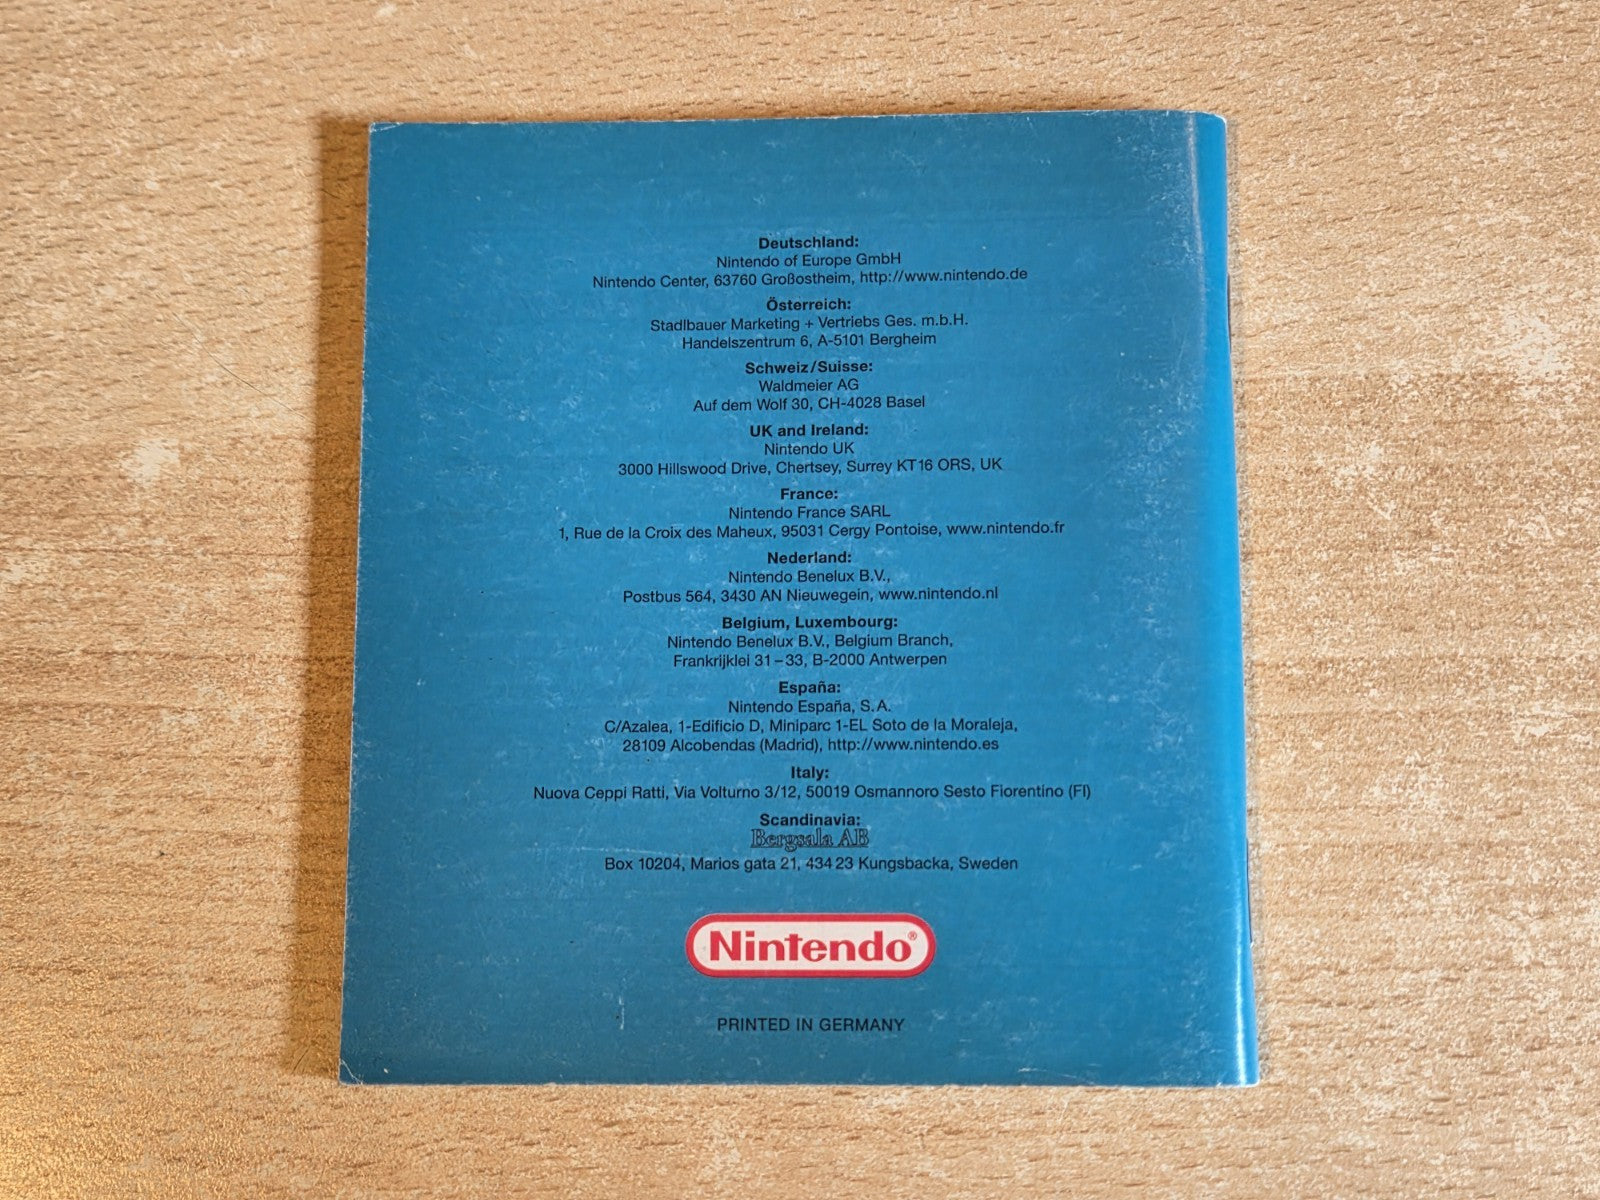 Deutschland:
Nintendo of Europe GmbH
Nintendo Center, 63760 Großostheim, http://www.nintendo.de
Österreich:
Stadlbauer Marketing + Vertriebs Ges. m.b.H.
Handelszentrum 6, A-5101 Bergheim
Schweiz/Suisse:
Waldmeier AG
Auf dem Wolf 30, CH-4028 Basel
UK and Ireland:
Nintendo UK
3000 Hillswood Drive, Chertsey, Surrey KT16 ORS, UK
France:
Nintendo France SARL
1, Rue de la Croix des Maheux, 95031 Cergy Pontoise, www.nintendo.fr
Nederland:
Nintendo Benelux B.V.,
Postbus 564, 3430 AN Nieuwegein, www.nintendo.nl
Belgium, Luxembourg:
Nintendo Benelux B.V., Belgium Branch,
Frankrijklei 31–33, B-2000 Antwerpen
España:
Nintendo España, S.A.
C/Azalea, 1-Edificio D, Miniparc 1-EL Soto de la Moraleja,
28109 Alcobendas (Madrid), http://www.nintendo.es
Italy:
Nuova Ceppi Ratti, Via Volturno 3/12, 50019 Osmannoro Sesto Fiorentino (FI)
Scandinavia:
Bergsala AB
Box 10204, Marios gata 21, 434 23 Kungsbacka, Sweden
Nintendo®
PRINTED IN GERMANY